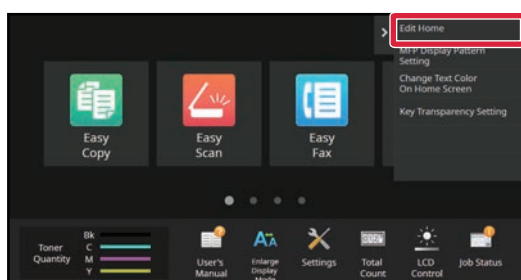 Edit Home
MFP Display Pattern
Setting
Change Text Color
On Home Screen
Key Transparency Setting
Easy
Copy
Easy
Scan
Easy
Fax
Toner
Quantity
Bk
C
M
Y
User's
Manual
Enlarge
Display
Mode
Settings
Total
Count
LCD
Control
Job Status